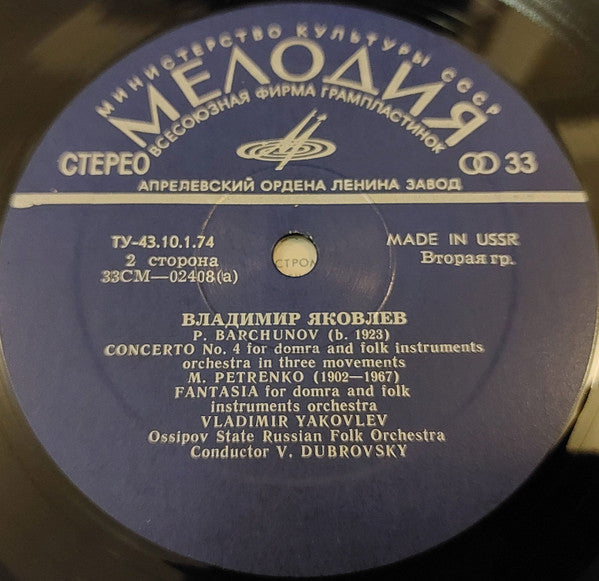 МИНИСТЕРСТВО КУЛЬТУРЫ СССР
МЕЛОДИЯ
ВСЕСОЮЗНАЯ ФИРМА ГРАМПЛАСТИНОК
СТЕРЕО 33
АПРЕЛЕВСКИЙ ОРДЕНА ЛЕНИНА ЗАВОД
ТУ-43.10.1.74 MADE IN USSR
2 сторона Вторая гр.
33СМ—02408(а)
ВЛАДИМИР ЯКОВЛЕВ
P. BARCHUNOV (b. 1923)
CONCERTO No. 4 for domra and folk instruments
orchestra in three movements
M. PETRENKO (1902—1967)
FANTASIA for domra and folk
instruments orchestra
VLADIMIR YAKOVLEV
Ossipov State Russian Folk Orchestra
Conductor V. DUBROVSKY